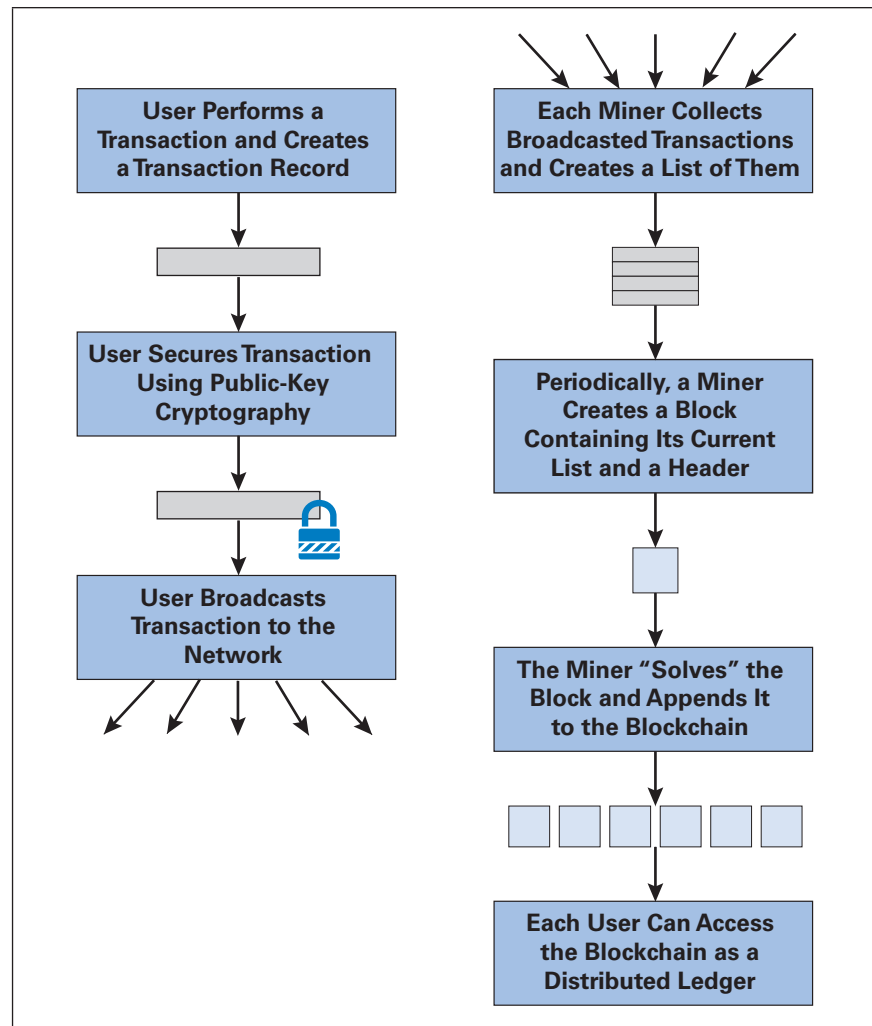 User Performs a
Transaction and Creates
a Transaction Record
User Secures Transaction
Using Public-Key
Cryptography
User Broadcasts
Transaction to the
Network
Each Miner Collects
Broadcasted Transactions
and Creates a List of Them
Periodically, a Miner
Creates a Block
Containing Its Current
List and a Header
The Miner “Solves” the
Block and Appends It
to the Blockchain
Each User Can Access
the Blockchain as a
Distributed Ledger